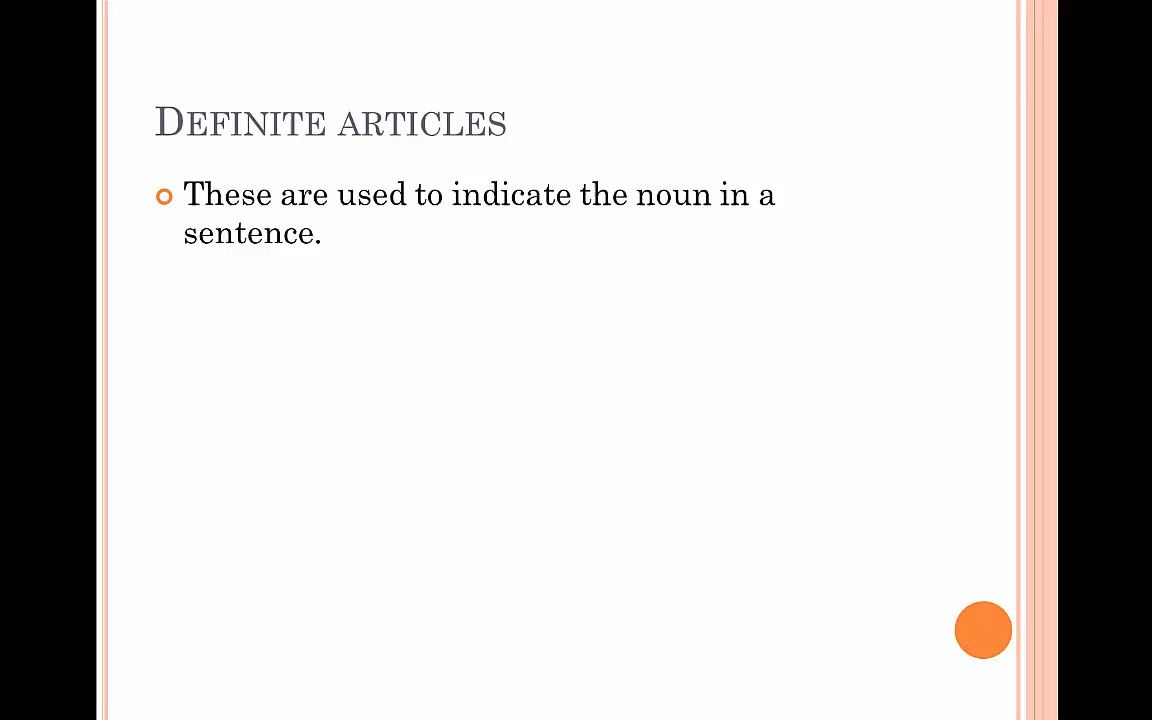 Definite articles
These are used to indicate the noun in a
sentence.